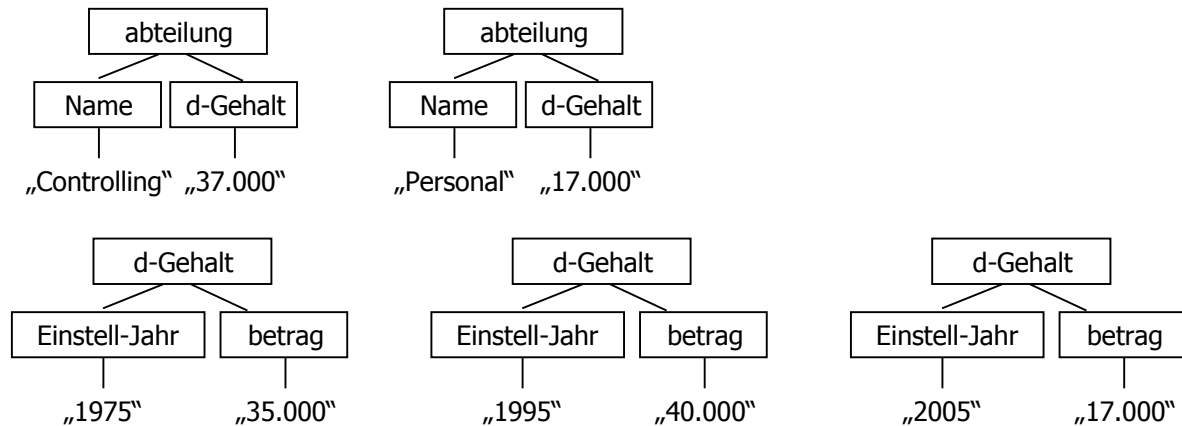 abteilung abteilung
Name d-Gehalt Name d-Gehalt
„Controlling“ „37.000“ „Personal“ „17.000“
d-Gehalt d-Gehalt d-Gehalt
Einstell-Jahr betrag Einstell-Jahr betrag Einstell-Jahr betrag
„1975“ „35.000“ „1995“ „40.000“ „2005“ „17.000“